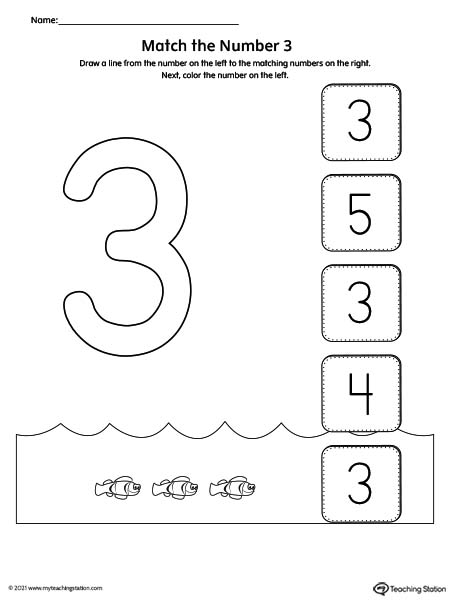 Name:
Match the Number 3
Draw a line from the number on the left to the matching numbers on the right.
Next, color the number on the left.
3
3
5
3
4
3
© 2021 www.myteachingstation.com
Teaching Station